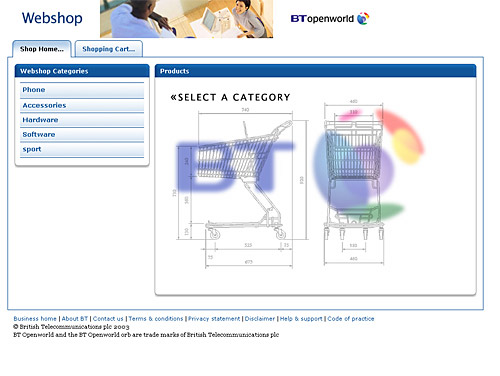 Webshop
BTopenworld
Shop Home...
Shopping Cart...
Webshop Categories
Phone
Accessories
Hardware
Software
sport
Products
«SELECT A CATEGORY
BT
Business home | About BT | Contact us | Terms & conditions | Privacy statement | Disclaimer | Help & support | Code of practice
© British Telecommunications plc 2003
BT Openworld and the BT Openworld orb are trade marks of British Telecommunications plc